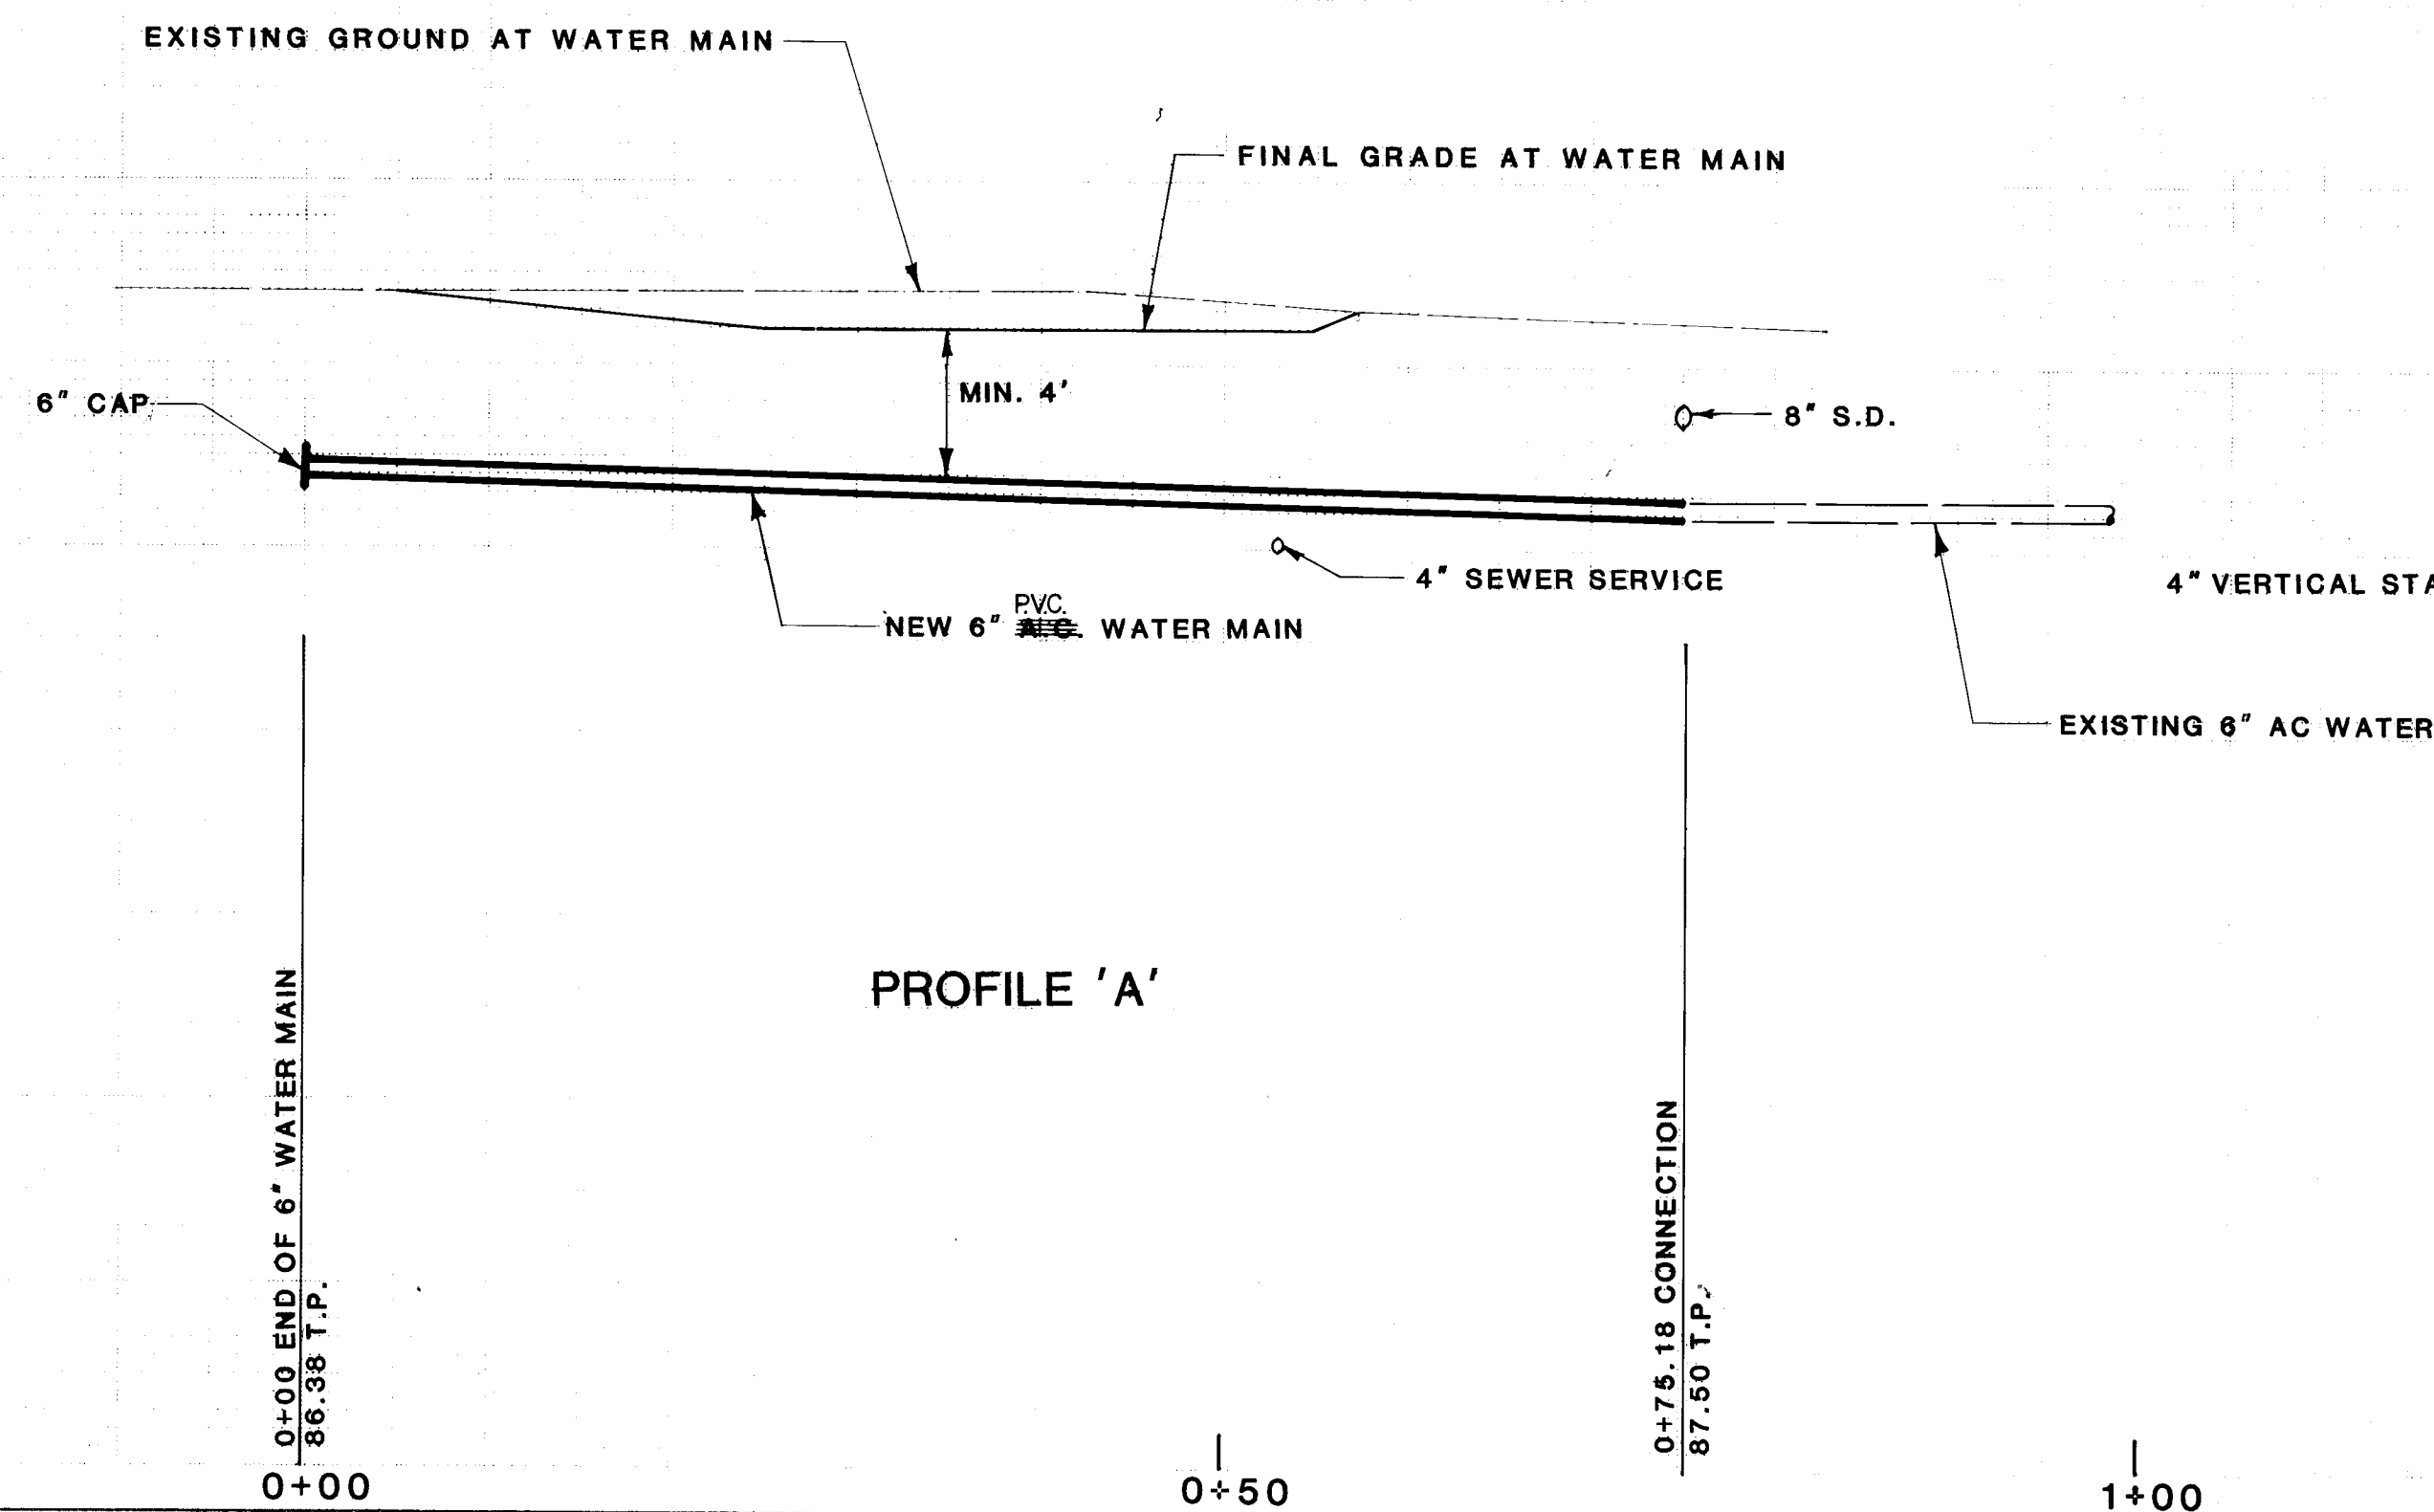 EXISTING GROUND AT WATER MAIN
FINAL GRADE AT WATER MAIN
MIN. 4'
6" CAP
8" S.D.
4" SEWER SERVICE
4" VERTICAL STA
P.V.C.
NEW 6" A.C. WATER MAIN
EXISTING 6" AC WATER
PROFILE 'A'
0+00 END OF 6" WATER MAIN
86.38 T.P.
0+75.18 CONNECTION
87.50 T.P.
0+00
0+50
1+00